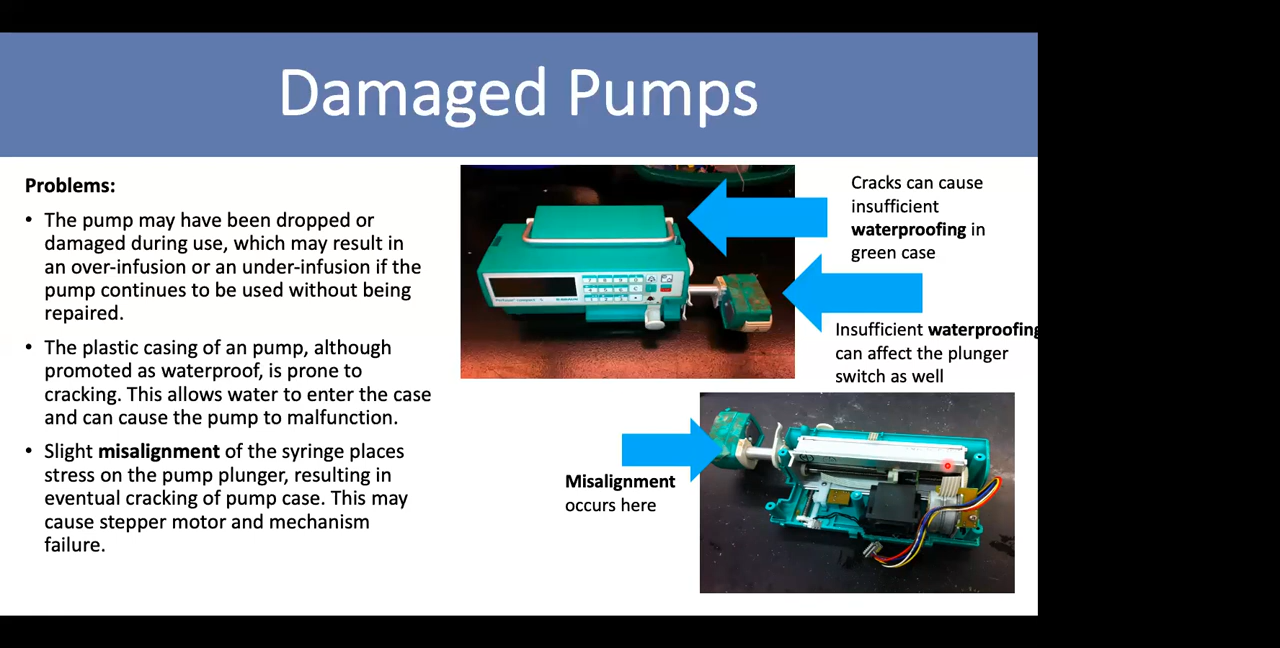 Damaged Pumps
Problems:
• The pump may have been dropped or
damaged during use, which may result in
an over-infusion or an under-infusion if the
pump continues to be used without being
repaired.
• The plastic casing of an pump, although
promoted as waterproof, is prone to
cracking. This allows water to enter the case
and can cause the pump to malfunction.
• Slight misalignment of the syringe places
stress on the pump plunger, resulting in
eventual cracking of pump case. This may
cause stepper motor and mechanism
failure.
Cracks can cause
insufficient
waterproofing in
green case
Insufficient waterproofing
can affect the plunger
switch as well
Misalignment
occurs here